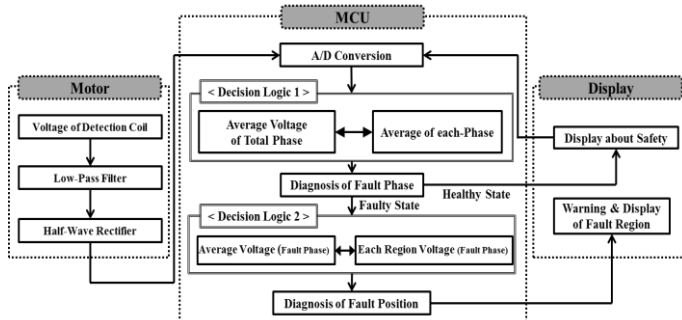 MCU
A/D Conversion
Motor
< Decision Logic 1 >
Display
Voltage of Detection Coil
Average Voltage
of Total Phase
Average of each-Phase
Display about Safety
Low-Pass Filter
Diagnosis of Fault Phase
Healthy State
Faulty State
< Decision Logic 2 >
Warning & Display
of Fault Region
Half-Wave Rectifier
Average Voltage (Fault Phase)
Each Region Voltage (Fault Phase)
Diagnosis of Fault Position